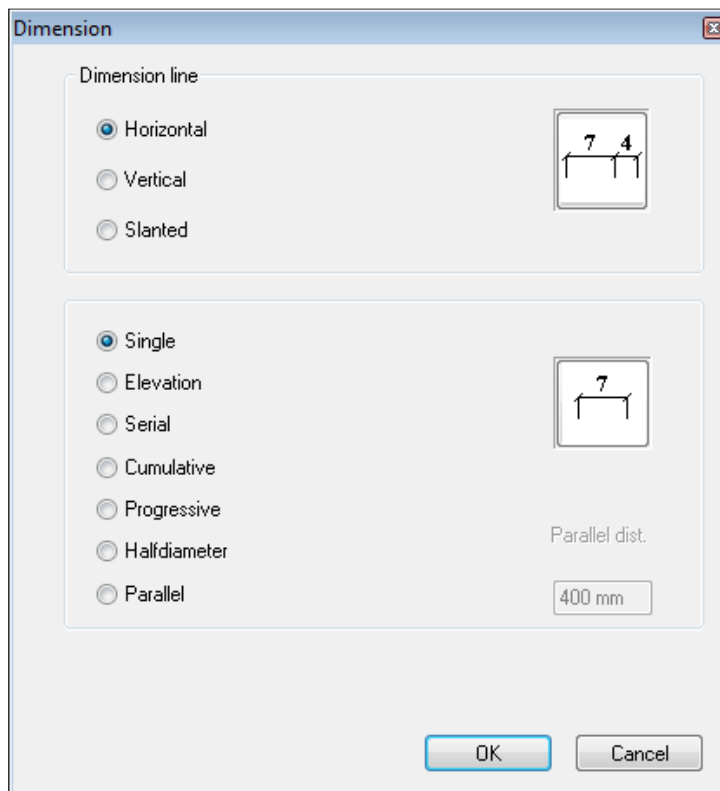 Dimension
Dimension line
Horizontal
7 4
Vertical
Slanted
Single
7
Elevation
Serial
Cumulative
Progressive
Parallel dist.
Halfdiameter
Parallel
400 mm
OK Cancel